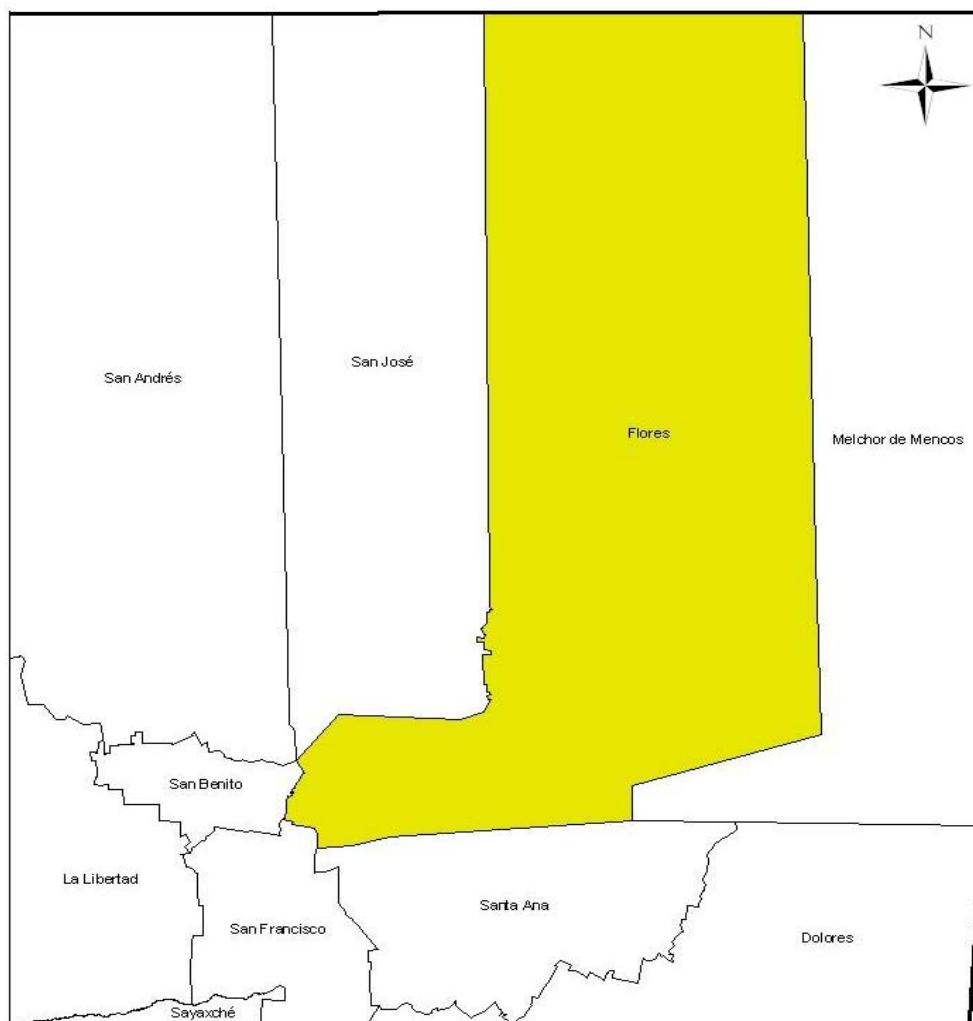 N
San José
San Andrés
Flores
Melchor de Mencos
San Benito
La Libertad
Santa Ana
San Francisco
Dolores
Sayaxché